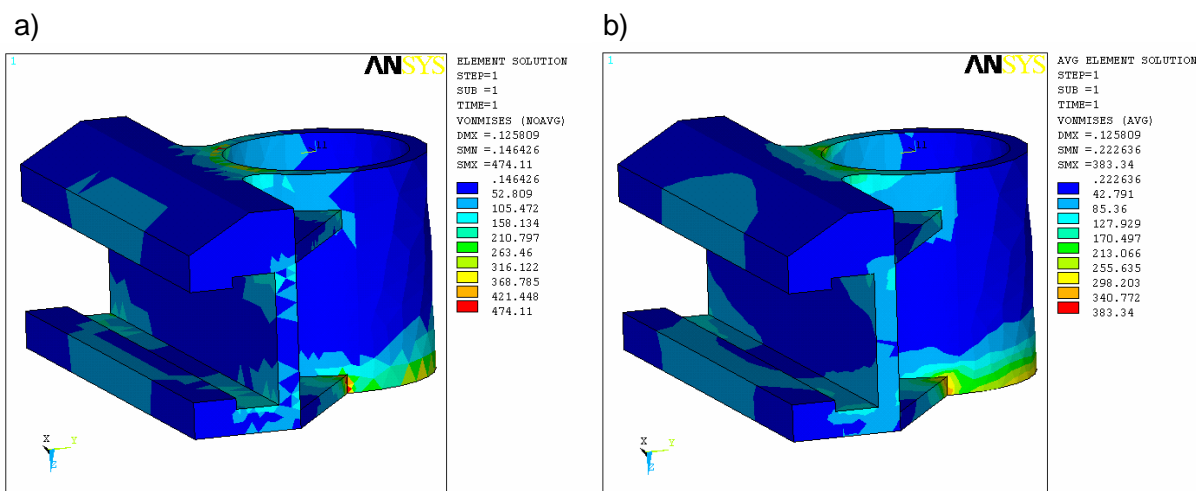 a)
1
ANSYS
ELEMENT SOLUTION
STEP=1
SUB =1
TIME=1
VONMISES (NOAVG)
DMX =.125809
SMN =.146426
SMX =474.11
.146426
52.809
105.472
158.134
210.797
263.46
316.122
368.785
421.448
474.11
X
Y
Z
b)
1
ANSYS
AVG ELEMENT SOLUTION
STEP=1
SUB =1
TIME=1
VONMISES (AVG)
DMX =.125809
SMN =.222636
SMX =383.34
.222636
42.791
85.36
127.929
170.497
213.066
255.635
298.203
340.772
383.34
X
Y
Z